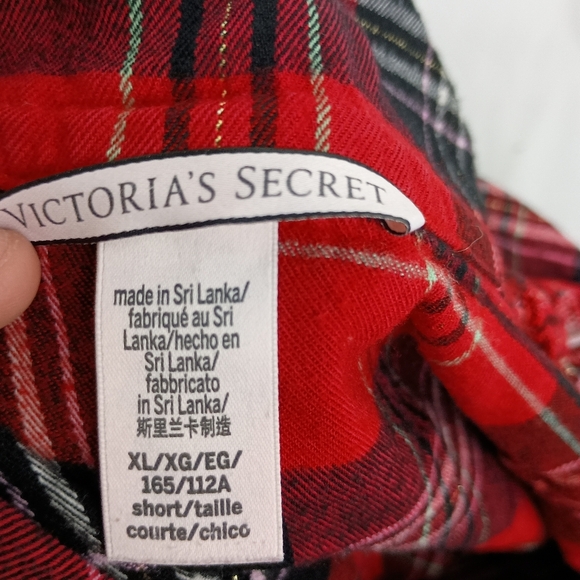 VICTORIA'S SECRET
made in Sri Lanka/
fabriqué au Sri
Lanka/hecho en
Sri Lanka/
fabbricato
in Sri Lanka/
斯里兰卡制造
XL/XG/EG/
165/112A
short/taille
courte/chico